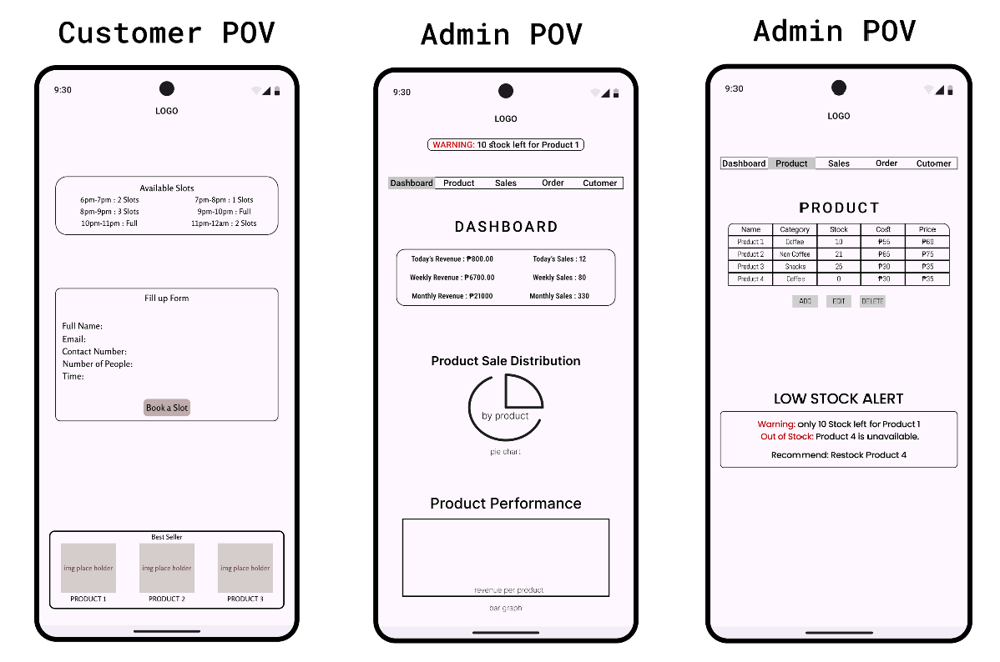 Customer POV
9:30
LOGO
Available Slots
6pm-7pm : 2 Slots 7pm-8pm : 1 Slots
8pm-9pm : 3 Slots 9pm-10pm : Full
10pm-11pm : Full 11pm-12am : 2 Slots
Fill up Form
Full Name:
Email:
Contact Number:
Number of People:
Time:
Book a Slot
Best Seller
img place holder img place holder img place holder
PRODUCT 1 PRODUCT 2 PRODUCT 3
Admin POV
9:30
LOGO
WARNING: 10 stock left for Product 1
Dashboard Product Sales Order Cutomer
DASHBOARD
Today's Revenue : ₱800.00 Today's Sales : 12
Weekly Revenue : ₱6700.00 Weekly Sales : 80
Monthly Revenue : ₱21000 Monthly Sales : 330
Product Sale Distribution
by product
pie chart
Product Performance
revenue per product
bar graph
Admin POV
9:30
LOGO
Dashboard Product Sales Order Cutomer
PRODUCT
Name Category Stock Cost Price
Product 1 Coffee 10 ₱55 ₱69
Product 2 Non-Coffee 21 ₱65 ₱75
Product 3 Snacks 25 ₱30 ₱35
Product 4 Coffee 0 ₱30 ₱35
ADD EDIT DELETE
LOW STOCK ALERT
Warning: only 10 Stock left for Product 1
Out of Stock: Product 4 is unavailable.
Recommend: Restock Product 4